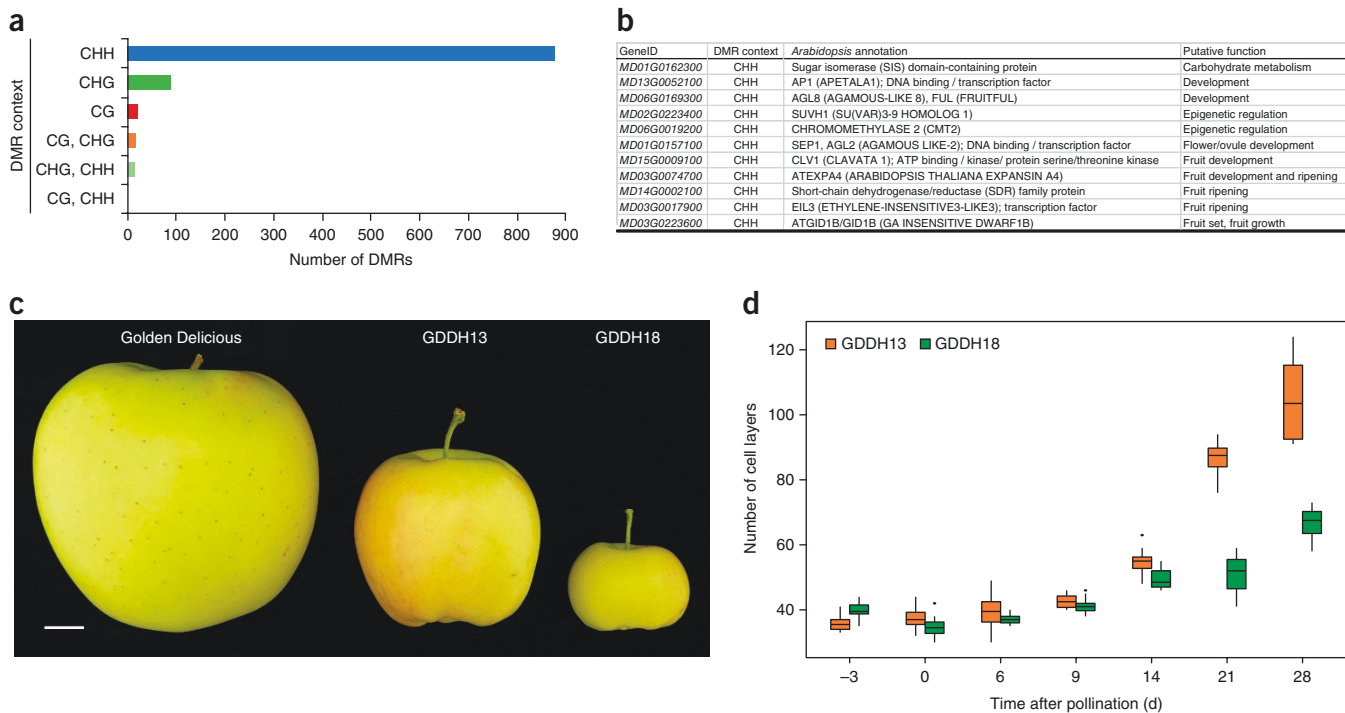 a
DMR context
CHH
CHG
CG
CG, CHG
CHG, CHH
CG, CHH
0 100 200 300 400 500 600 700 800 900
Number of DMRs
b
GeneID DMR context Arabidopsis annotation Putative function
MD01G0162300 CHH Sugar isomerase (SIS) domain-containing protein Carbohydrate metabolism
MD13G0052100 CHH AP1 (APETALA1); DNA binding / transcription factor Development
MD06G0169300 CHH AGL8 (AGAMOUS-LIKE 8), FUL (FRUITFUL) Development
MD02G0223400 CHH SUVH1 (SU(VAR)3-9 HOMOLOG 1) Epigenetic regulation
MD06G0019200 CHH CHROMOMETHYLASE 2 (CMT2) Epigenetic regulation
MD01G0157100 CHH SEP1, AGL2 (AGAMOUS LIKE-2); DNA binding / transcription factor Flower/ovule development
MD15G0009100 CHH CLV1 (CLAVATA 1); ATP binding / kinase/ protein serine/threonine kinase Fruit development
MD03G0074700 CHH ATEXPA4 (ARABIDOPSIS THALIANA EXPANSIN A4) Fruit development and ripening
MD14G0002100 CHH Short-chain dehydrogenase/reductase (SDR) family protein Fruit ripening
MD03G0017900 CHH EIL3 (ETHYLENE-INSENSITIVE3-LIKE3); transcription factor Fruit ripening
MD03G0223600 CHH ATGID1B/GID1B (GA INSENSITIVE DWARF1B) Fruit set, fruit growth
c
Golden Delicious GDDH13 GDDH18
d
GDDH13 GDDH18
Number of cell layers
120
100
80
60
40
–3 0 6 9 14 21 28
Time after pollination (d)